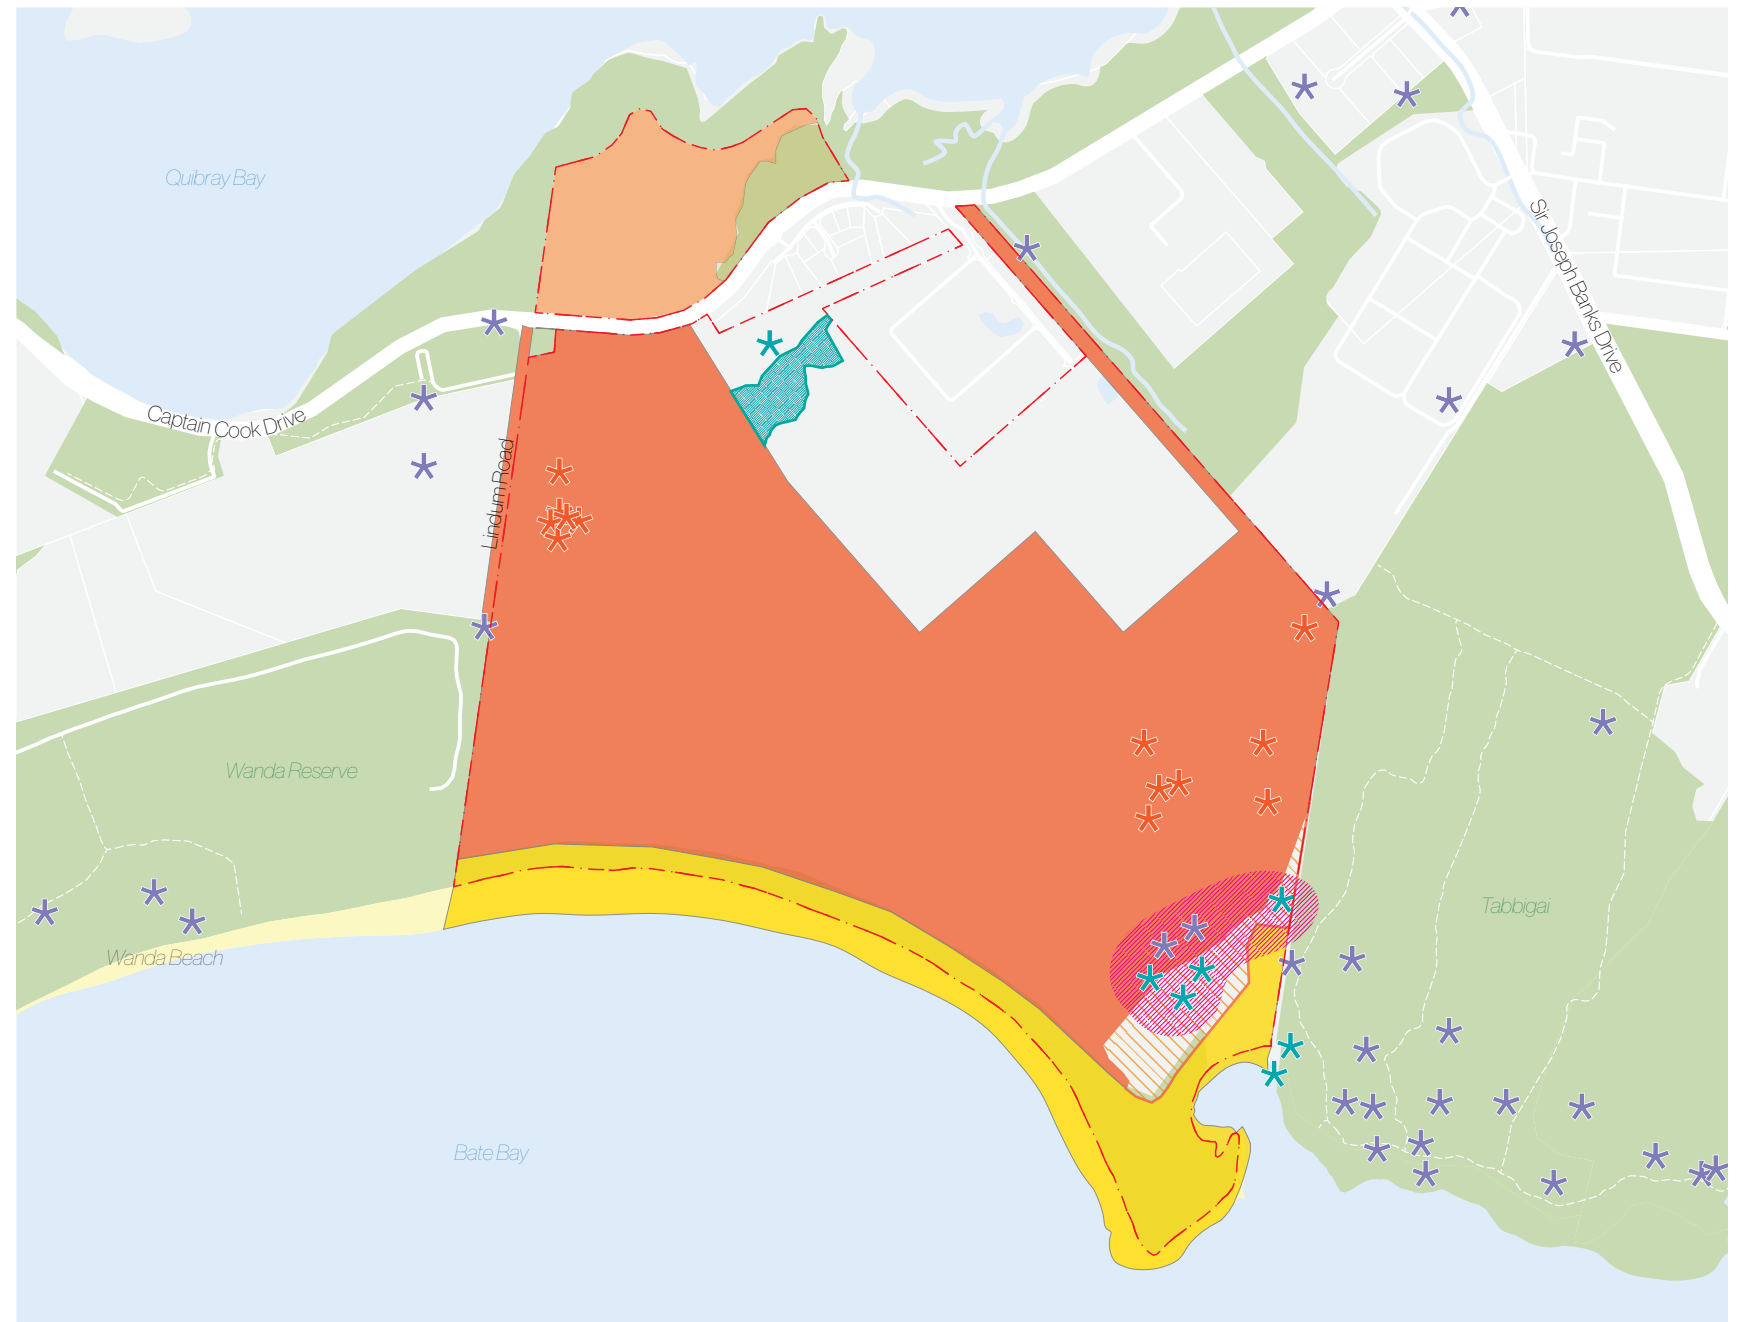 Quibray Bay
Sir Joseph Banks Drive
Captain Cook Drive
Lindum Road
Wanda Reserve
Tabbigai
Wanda Beach
Bate Bay